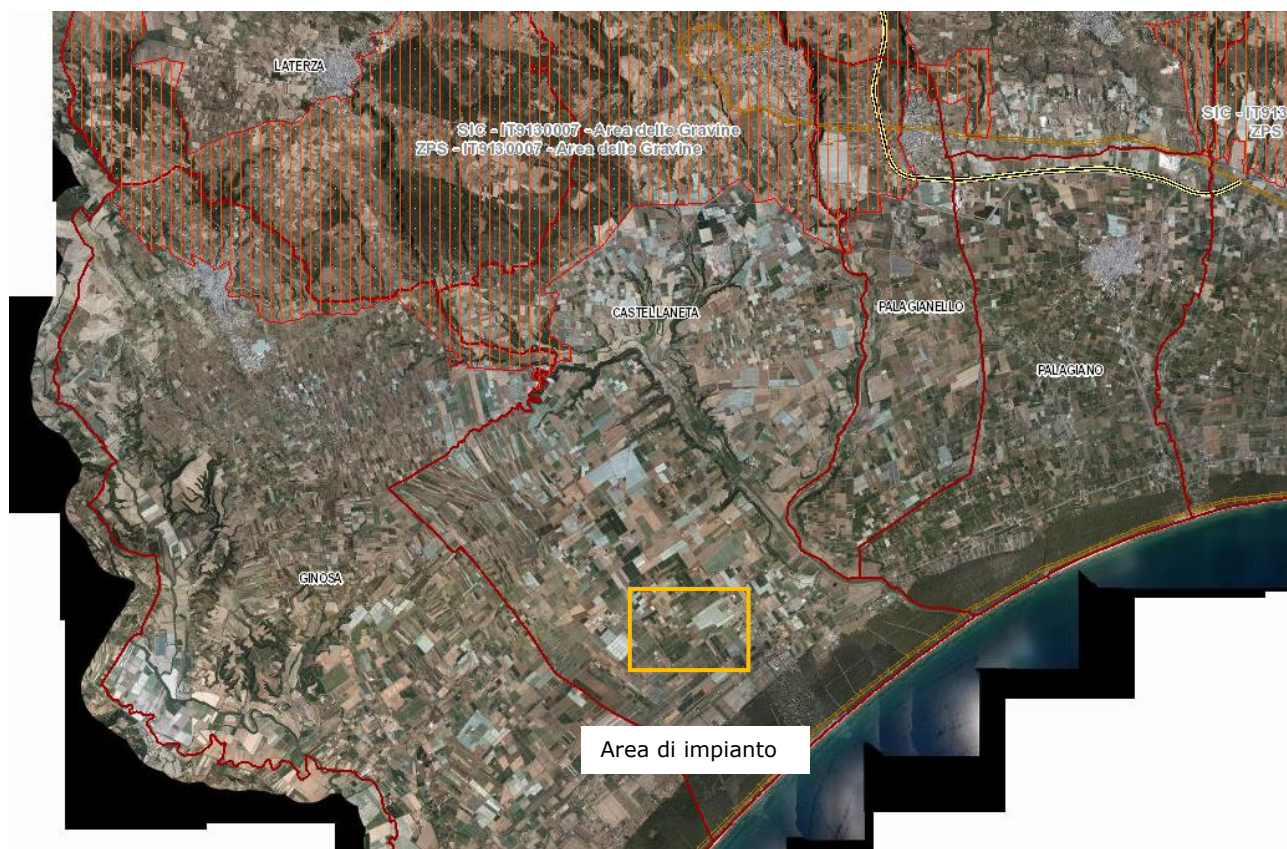 LATERZA
SIC - IT9130007 - Area delle Gravine
ZPS - IT9130007 - Area delle Gravine
SIC - IT913
ZPS
CASTELLANETA
PALAGIANELLO
PALAGIANO
GINOSA
Area di impianto